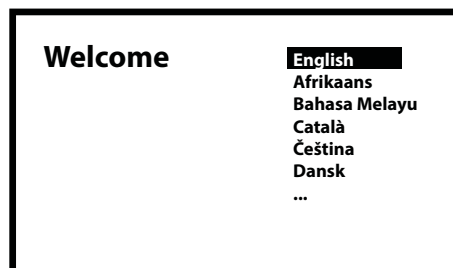 Welcome
English
Afrikaans
Bahasa Melayu
Català
Čeština
Dansk
...